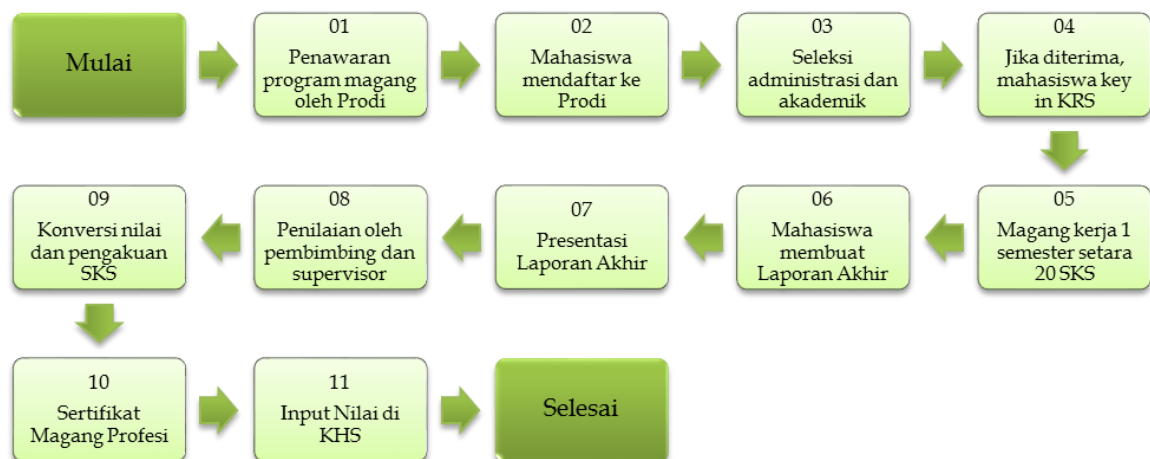 Mulai
01
Penawaran
program magang
oleh Prodi
02
Mahasiswa
mendaftar ke
Prodi
03
Seleksi
administrasi dan
akademik
04
Jika diterima,
mahasiswa key
in KRS
05
Magang kerja 1
semester setara
20 SKS
06
Mahasiswa
membuat
Laporan Akhir
07
Presentasi
Laporan Akhir
08
Penilaian oleh
pembimbing dan
supervisor
09
Konversi nilai
dan pengakuan
SKS
10
Sertifikat
Magang Profesi
11
Input Nilai di
KHS
Selesai